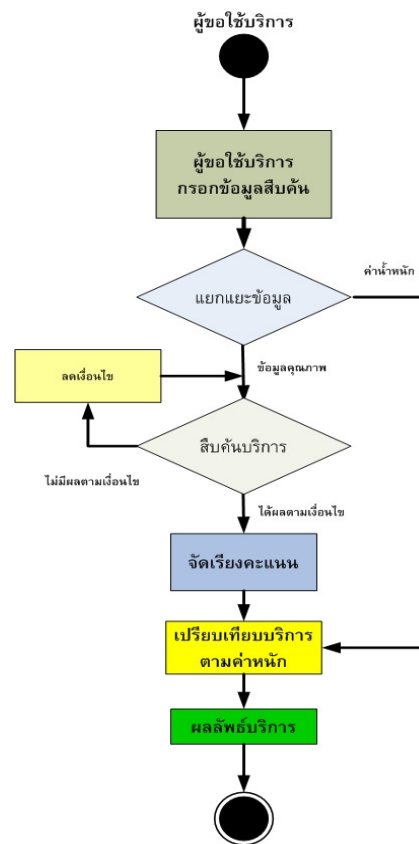 ผู้ขอใช้บริการ
ผู้ขอใช้บริการ
กรอกข้อมูลสืบค้น
ค่าน้ำหนัก
แยกแยะข้อมูล
ข้อมูลคุณภาพ
ลดเงื่อนไข
สืบค้นบริการ
ไม่มีผลตามเงื่อนไข
ได้ผลตามเงื่อนไข
จัดเรียงคะแนน
เปรียบเทียบบริการ
ตามค่าหนัก
ผลลัพธ์บริการ